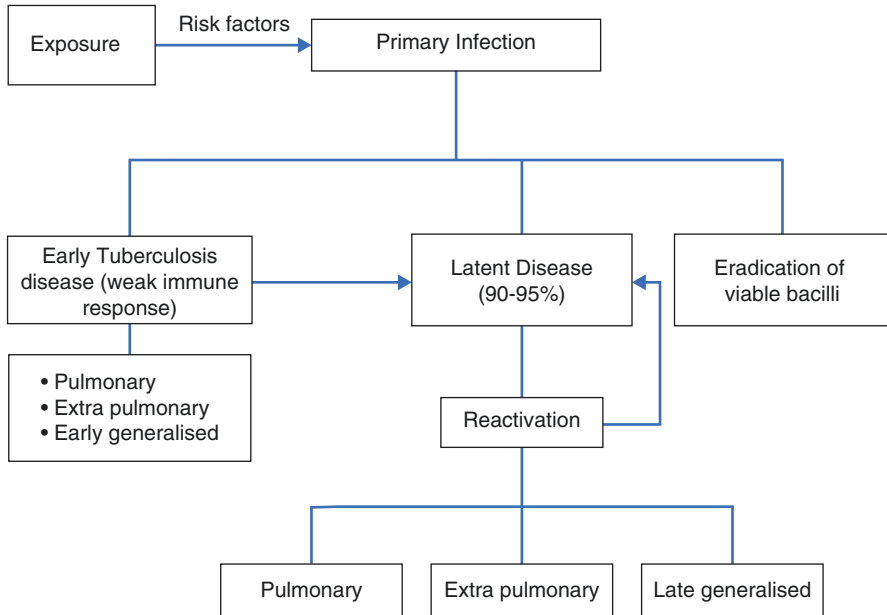 Exposure
Risk factors
Primary Infection
Early Tuberculosis
disease (weak immune
response)
Latent Disease
(90-95%)
Eradication of
viable bacilli
• Pulmonary
• Extra pulmonary
• Early generalised
Reactivation
Pulmonary
Extra pulmonary
Late generalised